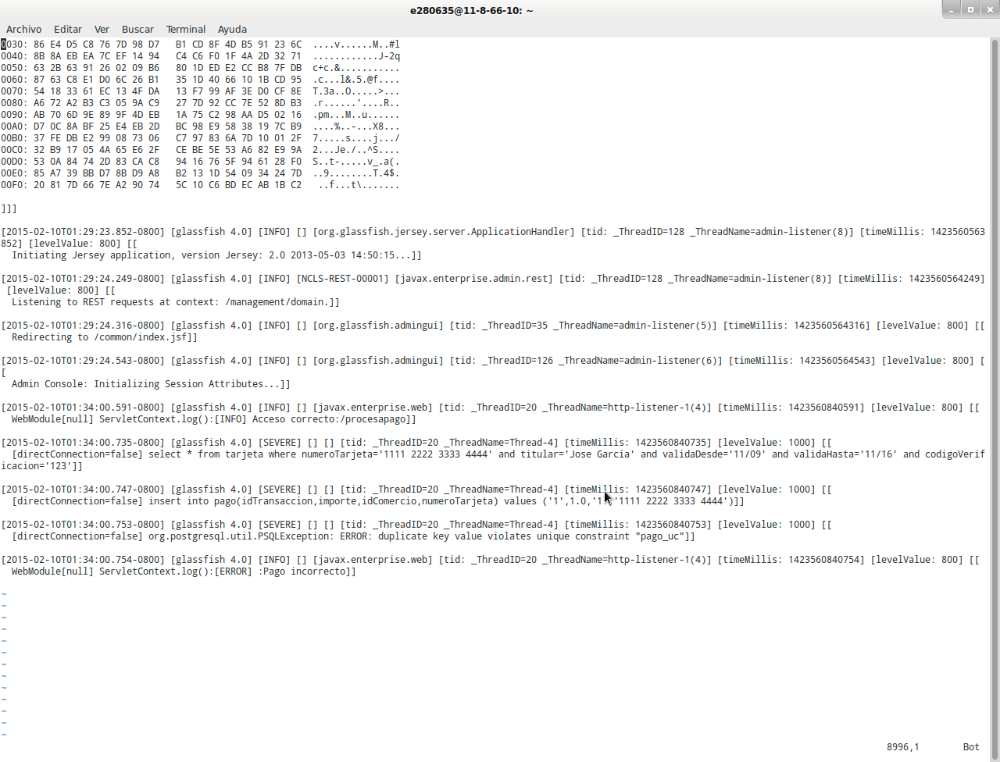 e280635@11-8-66-10: ~
Archivo Editar Ver Buscar Terminal Ayuda
0030: 86 E4 D5 C8 76 7D 98 D7   B1 CD 8F 4D B5 91 23 6C  ....v......M..#l
0040: 8B 8A EB EA 7C EF 14 94   C4 C6 F0 1F 4A 2D 32 71  ............J-2q
0050: 63 2B 63 91 26 02 09 B6   80 1D ED E2 CC B8 7F DB  c+c.&...........
0060: 87 63 C8 E1 D0 6C 26 B1   35 1D 40 66 10 1B CD 95  .c...l&.5.@f....
0070: 54 18 33 61 EC 13 4F DA   13 F7 99 AF 3E D0 CF 8E  T.3a..O.....>...
0080: A6 72 A2 B3 C3 05 9A C9   27 7D 92 CC 7E 52 8D B3  .r......'....R..
0090: AB 70 6D 9E 89 9F 4D EB   1A 75 C2 98 AA D5 02 16  .pm...M..u......
00A0: D7 0C 8A BF 25 E4 EB 2D   BC 98 E9 58 38 19 7C B9  ....%..-...X8...
00B0: 37 FE DB E2 99 08 73 06   C7 97 83 6A 7D 10 01 2F  7.....s....j.../
00C0: 32 B9 17 05 4A 65 E6 2F   CE BE 5E 53 A6 82 E9 9A  2...Je./..^S....
00D0: 53 0A 84 74 2D 83 CA C8   94 16 76 5F 94 61 28 F0  S..t-.....v_.a(.
00E0: 85 A7 39 BB D7 8B D9 A8   B2 13 1D 54 09 34 24 7D  ..9........T.4$.
00F0: 20 81 7D 66 7E A2 90 74   5C 10 C6 BD EC AB 1B C2   ..f...t\.......
]]]
[2015-02-10T01:29:23.852-0800] [glassfish 4.0] [INFO] [] [org.glassfish.jersey.server.ApplicationHandler] [tid: _ThreadID=128 _ThreadName=admin-listener(8)] [timeMillis: 1423560563
852] [levelValue: 800] [[
  Initiating Jersey application, version Jersey: 2.0 2013-05-03 14:50:15...]]
[2015-02-10T01:29:24.249-0800] [glassfish 4.0] [INFO] [NCLS-REST-00001] [javax.enterprise.admin.rest] [tid: _ThreadID=128 _ThreadName=admin-listener(8)] [timeMillis: 1423560564249]
 [levelValue: 800] [[
  Listening to REST requests at context: /management/domain.]]
[2015-02-10T01:29:24.316-0800] [glassfish 4.0] [INFO] [] [org.glassfish.admingui] [tid: _ThreadID=35 _ThreadName=admin-listener(5)] [timeMillis: 1423560564316] [levelValue: 800] [[
  Redirecting to /common/index.jsf]]
[2015-02-10T01:29:24.543-0800] [glassfish 4.0] [INFO] [] [org.glassfish.admingui] [tid: _ThreadID=126 _ThreadName=admin-listener(6)] [timeMillis: 1423560564543] [levelValue: 800] [
[
  Admin Console: Initializing Session Attributes...]]
[2015-02-10T01:34:00.591-0800] [glassfish 4.0] [INFO] [] [javax.enterprise.web] [tid: _ThreadID=20 _ThreadName=http-listener-1(4)] [timeMillis: 1423560840591] [levelValue: 800] [[
  WebModule[null] ServletContext.log():[INFO] Acceso correcto:/procesapago]]
[2015-02-10T01:34:00.735-0800] [glassfish 4.0] [SEVERE] [] [] [tid: _ThreadID=20 _ThreadName=Thread-4] [timeMillis: 1423560840735] [levelValue: 1000] [[
  [directConnection=false] select * from tarjeta where numeroTarjeta='1111 2222 3333 4444' and titular='Jose Garcia' and validaDesde='11/09' and validaHasta='11/16' and codigoVerif
icacion='123']]
[2015-02-10T01:34:00.747-0800] [glassfish 4.0] [SEVERE] [] [] [tid: _ThreadID=20 _ThreadName=Thread-4] [timeMillis: 1423560840747] [levelValue: 1000] [[
  [directConnection=false] insert into pago(idTransaccion,importe,idComercio,numeroTarjeta) values ('1',1.0,'1 '1111 2222 3333 4444')]]
[2015-02-10T01:34:00.753-0800] [glassfish 4.0] [SEVERE] [] [] [tid: _ThreadID=20 _ThreadName=Thread-4] [timeMillis: 1423560840753] [levelValue: 1000] [[
  [directConnection=false] org.postgresql.util.PSQLException: ERROR: duplicate key value violates unique constraint "pago_uc"]]
[2015-02-10T01:34:00.754-0800] [glassfish 4.0] [INFO] [] [javax.enterprise.web] [tid: _ThreadID=20 _ThreadName=http-listener-1(4)] [timeMillis: 1423560840754] [levelValue: 800] [[
  WebModule[null] ServletContext.log():[ERROR] :Pago incorrecto]]
~
~
~
~
~
~
~
~
~
~
~
~
~
8996,1 Bot